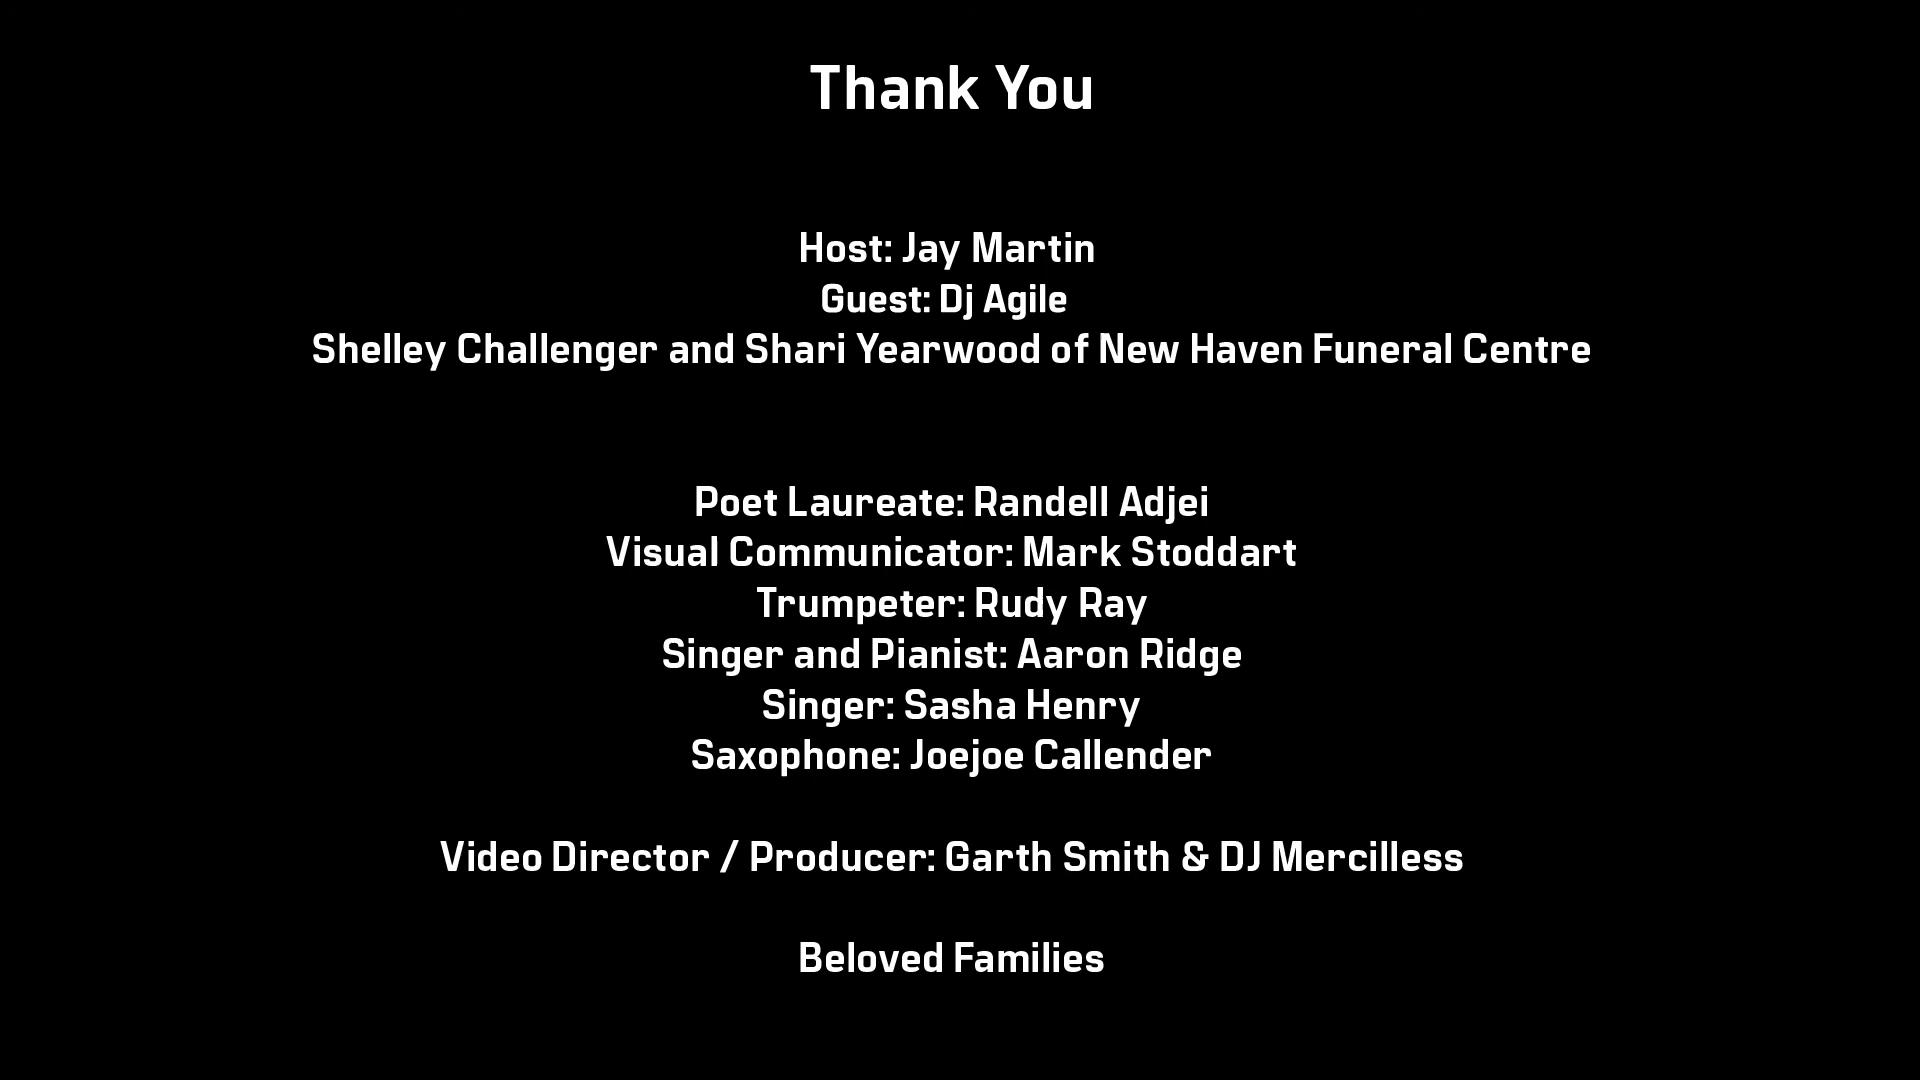 Thank You
Host: Jay Martin
Guest: Dj Agile
Shelley Challenger and Shari Yearwood of New Haven Funeral Centre
Poet Laureate: Randell Adjei
Visual Communicator: Mark Stoddart
Trumpeter: Rudy Ray
Singer and Pianist: Aaron Ridge
Singer: Sasha Henry
Saxophone: Joejoe Callender
Video Director / Producer: Garth Smith & DJ Mercilless
Beloved Families